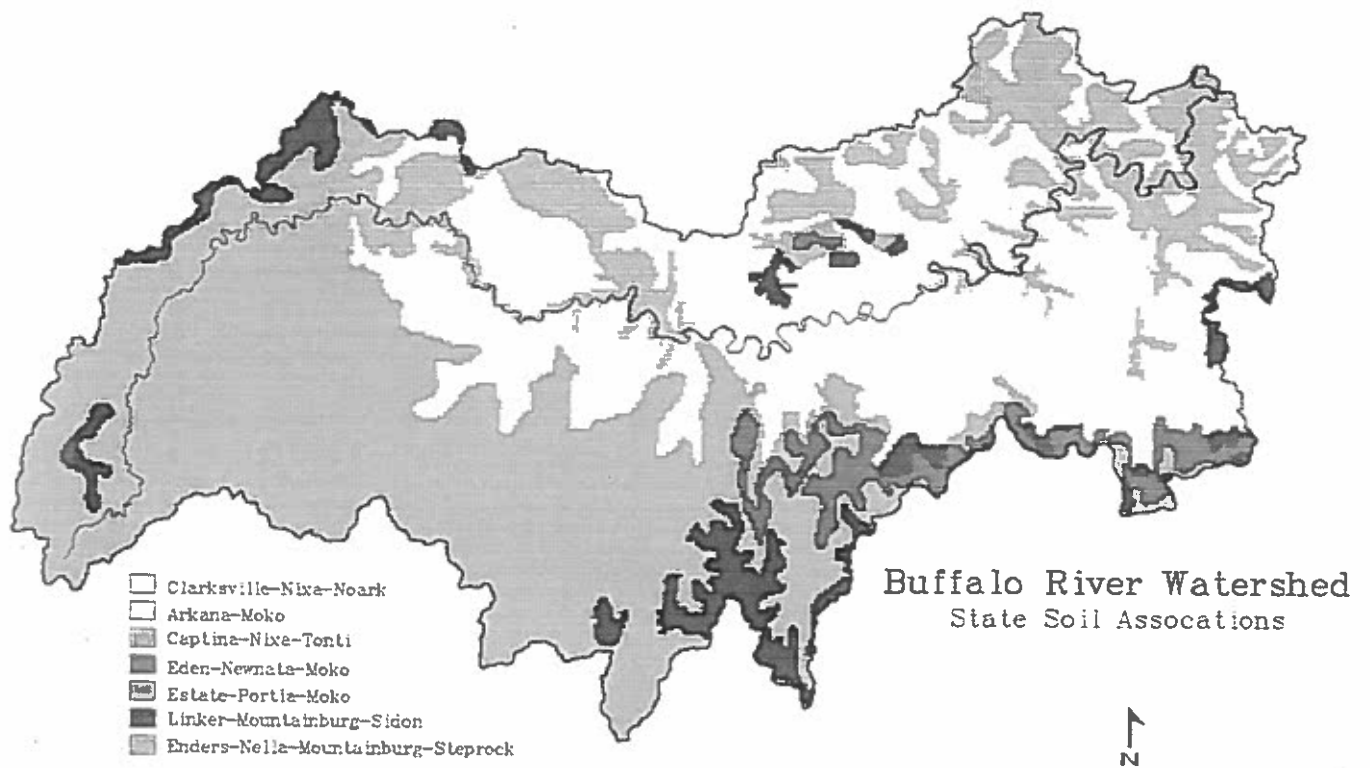 Clarksville-Nixa-Noark
Arkana-Moko
Captina-Nixa-Tonti
Eden-Newnata-Moko
Estate-Portia-Moko
Linker-Mountainburg-Sidon
Enders-Nella-Mountainburg-Steprock
Buffalo River Watershed
State Soil Assocations
N